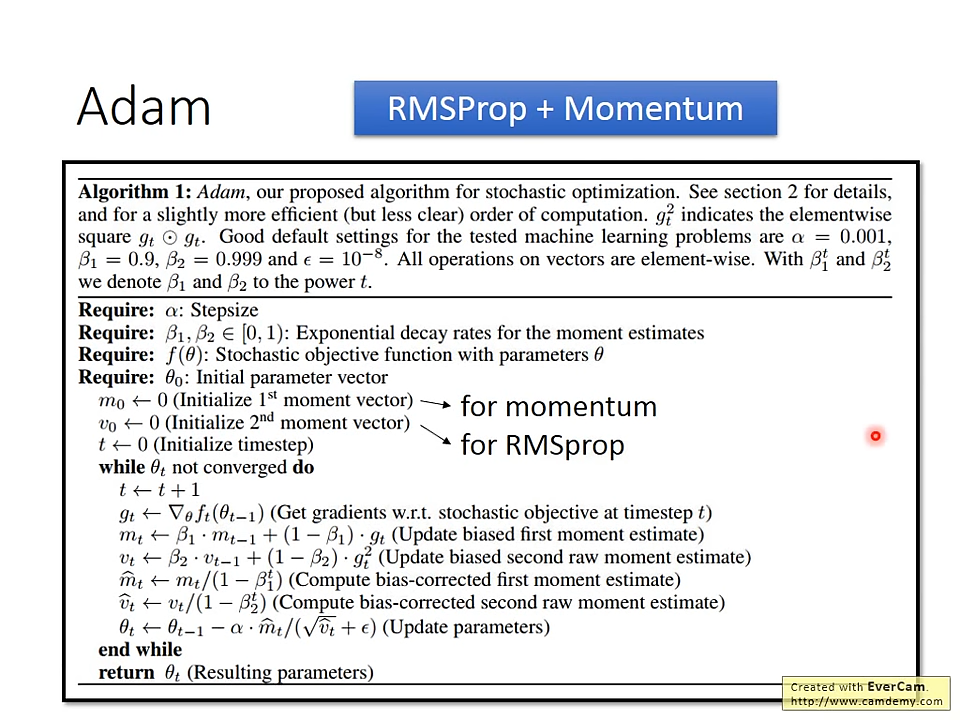 Adam
RMSProp + Momentum
Algorithm 1: Adam, our proposed algorithm for stochastic optimization. See section 2 for details,
and for a slightly more efficient (but less clear) order of computation. g_t^2 indicates the elementwise
square g_t ⊙ g_t. Good default settings for the tested machine learning problems are α = 0.001,
β_1 = 0.9, β_2 = 0.999 and ϵ = 10^{−8}. All operations on vectors are element-wise. With β_1^t and β_2^t
we denote β_1 and β_2 to the power t.
Require: α: Stepsize
Require: β_1, β_2 ∈ [0, 1): Exponential decay rates for the moment estimates
Require: f(θ): Stochastic objective function with parameters θ
Require: θ_0: Initial parameter vector
m_0 ← 0 (Initialize 1^{st} moment vector)
for momentum
v_0 ← 0 (Initialize 2^{nd} moment vector)
for RMSprop
t ← 0 (Initialize timestep)
while θ_t not converged do
t ← t + 1
g_t ← ∇_θ f_t(θ_{t−1}) (Get gradients w.r.t. stochastic objective at timestep t)
m_t ← β_1 · m_{t−1} + (1 − β_1) · g_t (Update biased first moment estimate)
v_t ← β_2 · v_{t−1} + (1 − β_2) · g_t^2 (Update biased second raw moment estimate)
m̂_t ← m_t/(1 − β_1^t) (Compute bias-corrected first moment estimate)
v̂_t ← v_t/(1 − β_2^t) (Compute bias-corrected second raw moment estimate)
θ_t ← θ_{t−1} − α · m̂_t/(√v̂_t + ϵ) (Update parameters)
end while
return θ_t (Resulting parameters)
Created with EverCam.
http://www.camdemy.com